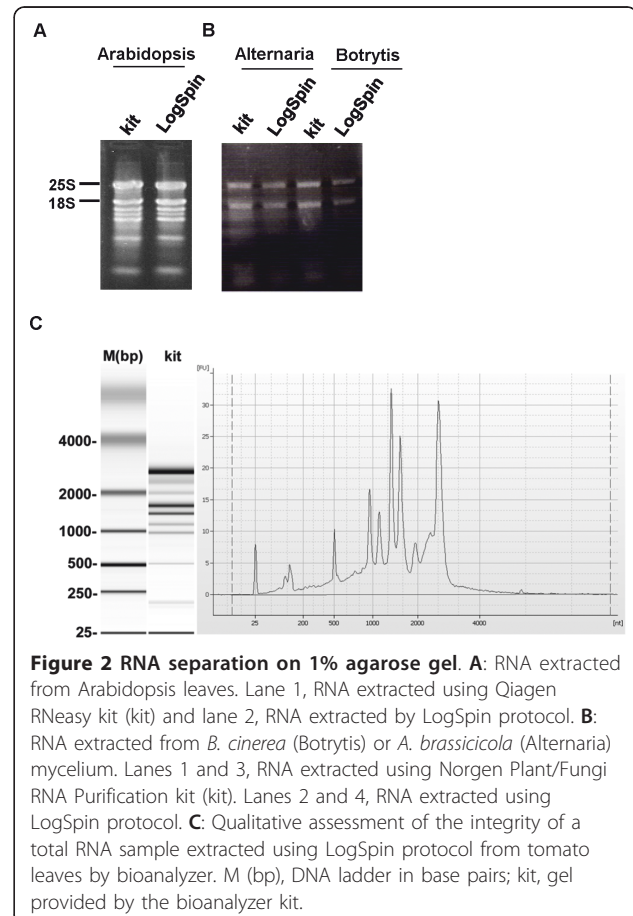 A
Arabidopsis
kit LogSpin
25S
18S
B
Alternaria Botrytis
kit LogSpin kit LogSpin
C
M(bp) kit
4000-
2000-
1000-
500-
250-
25-
[FU]
30
25
20
15
10
5
0
25 200 500 1000 2000 4000 [nt]
Figure 2 RNA separation on 1% agarose gel. A: RNA extracted
from Arabidopsis leaves. Lane 1, RNA extracted using Qiagen
RNeasy kit (kit) and lane 2, RNA extracted by LogSpin protocol. B:
RNA extracted from B. cinerea (Botrytis) or A. brassicicola (Alternaria)
mycelium. Lanes 1 and 3, RNA extracted using Norgen Plant/Fungi
RNA Purification kit (kit). Lanes 2 and 4, RNA extracted using
LogSpin protocol. C: Qualitative assessment of the integrity of a
total RNA sample extracted using LogSpin protocol from tomato
leaves by bioanalyzer. M (bp), DNA ladder in base pairs; kit, gel
provided by the bioanalyzer kit.